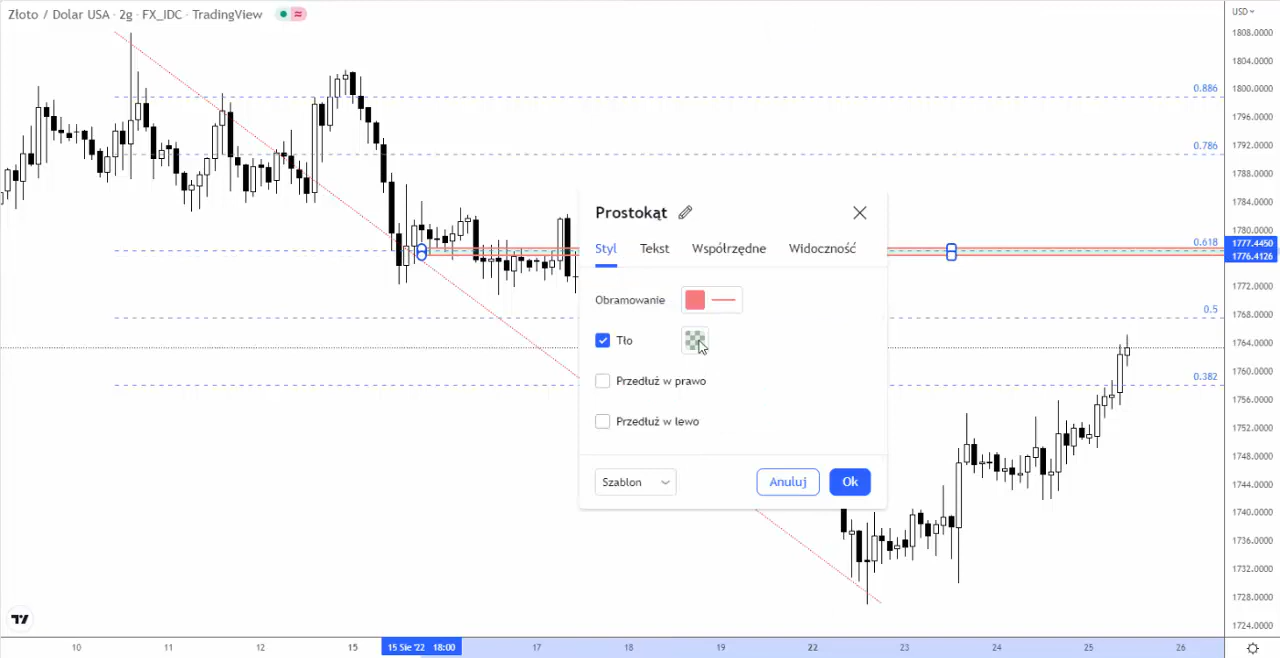 Złoto / Dolar USA · 2g · FX_IDC · TradingView
USD
1808.0000
1804.0000
1800.0000
1796.0000
1792.0000
1788.0000
1784.0000
1780.0000
1777.4450
1776.4126
1772.0000
1768.0000
1764.0000
1760.0000
1756.0000
1752.0000
1748.0000
1744.0000
1740.0000
1736.0000
1732.0000
1728.0000
1724.0000
0.886
0.786
0.618
0.5
0.382
Prostokąt
Styl Tekst Współrzędne Widoczność
Obramowanie
Tło
Przedłuż w prawo
Przedłuż w lewo
Szablon Anuluj Ok
10 11 12 15 15 Sie '22 18:00 17 18 19 22 23 24 25 26